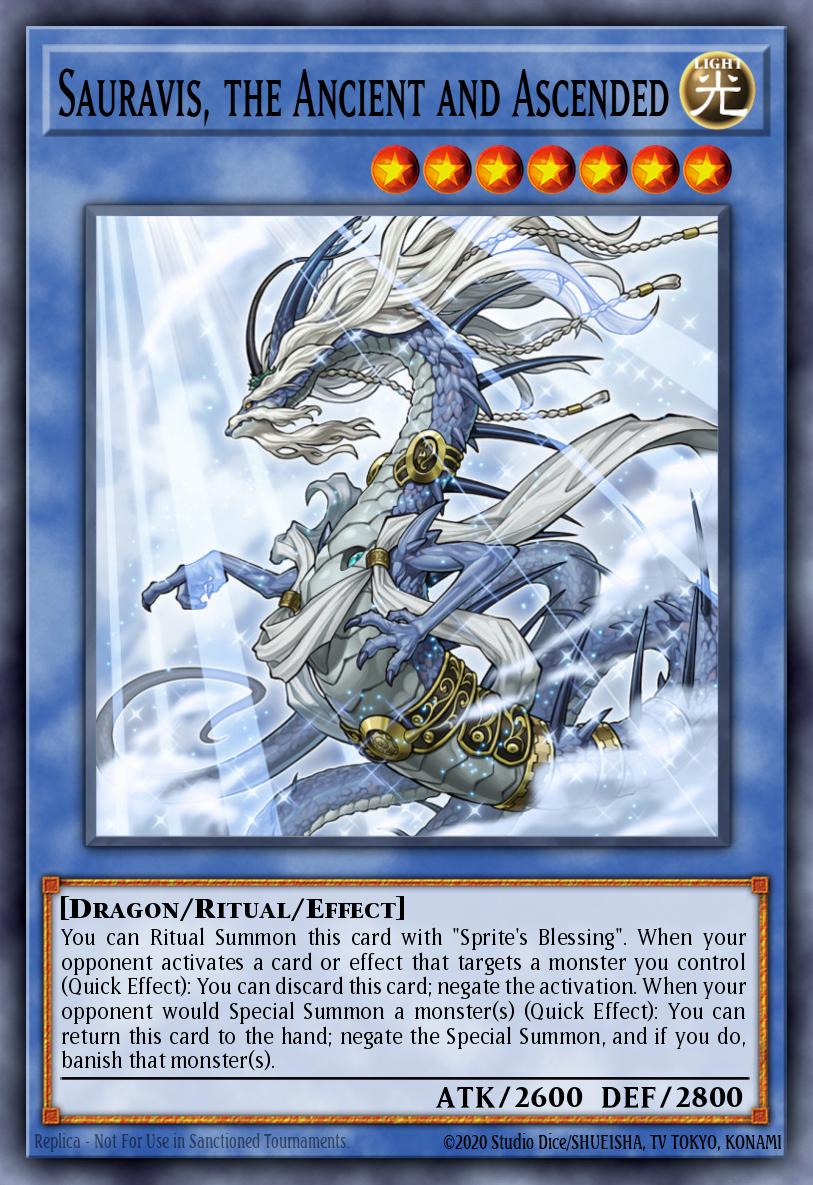 Sauravis, the Ancient and Ascended
LIGHT
光
[Dragon/Ritual/Effect]
You can Ritual Summon this card with "Sprite's Blessing". When your
opponent activates a card or effect that targets a monster you control
(Quick Effect): You can discard this card; negate the activation. When your
opponent would Special Summon a monster(s) (Quick Effect): You can
return this card to the hand; negate the Special Summon, and if you do,
banish that monster(s).
ATK/2600 DEF/2800
Replica - Not For Use in Sanctioned Tournaments.
©2020 Studio Dice/SHUEISHA, TV TOKYO, KONAMI